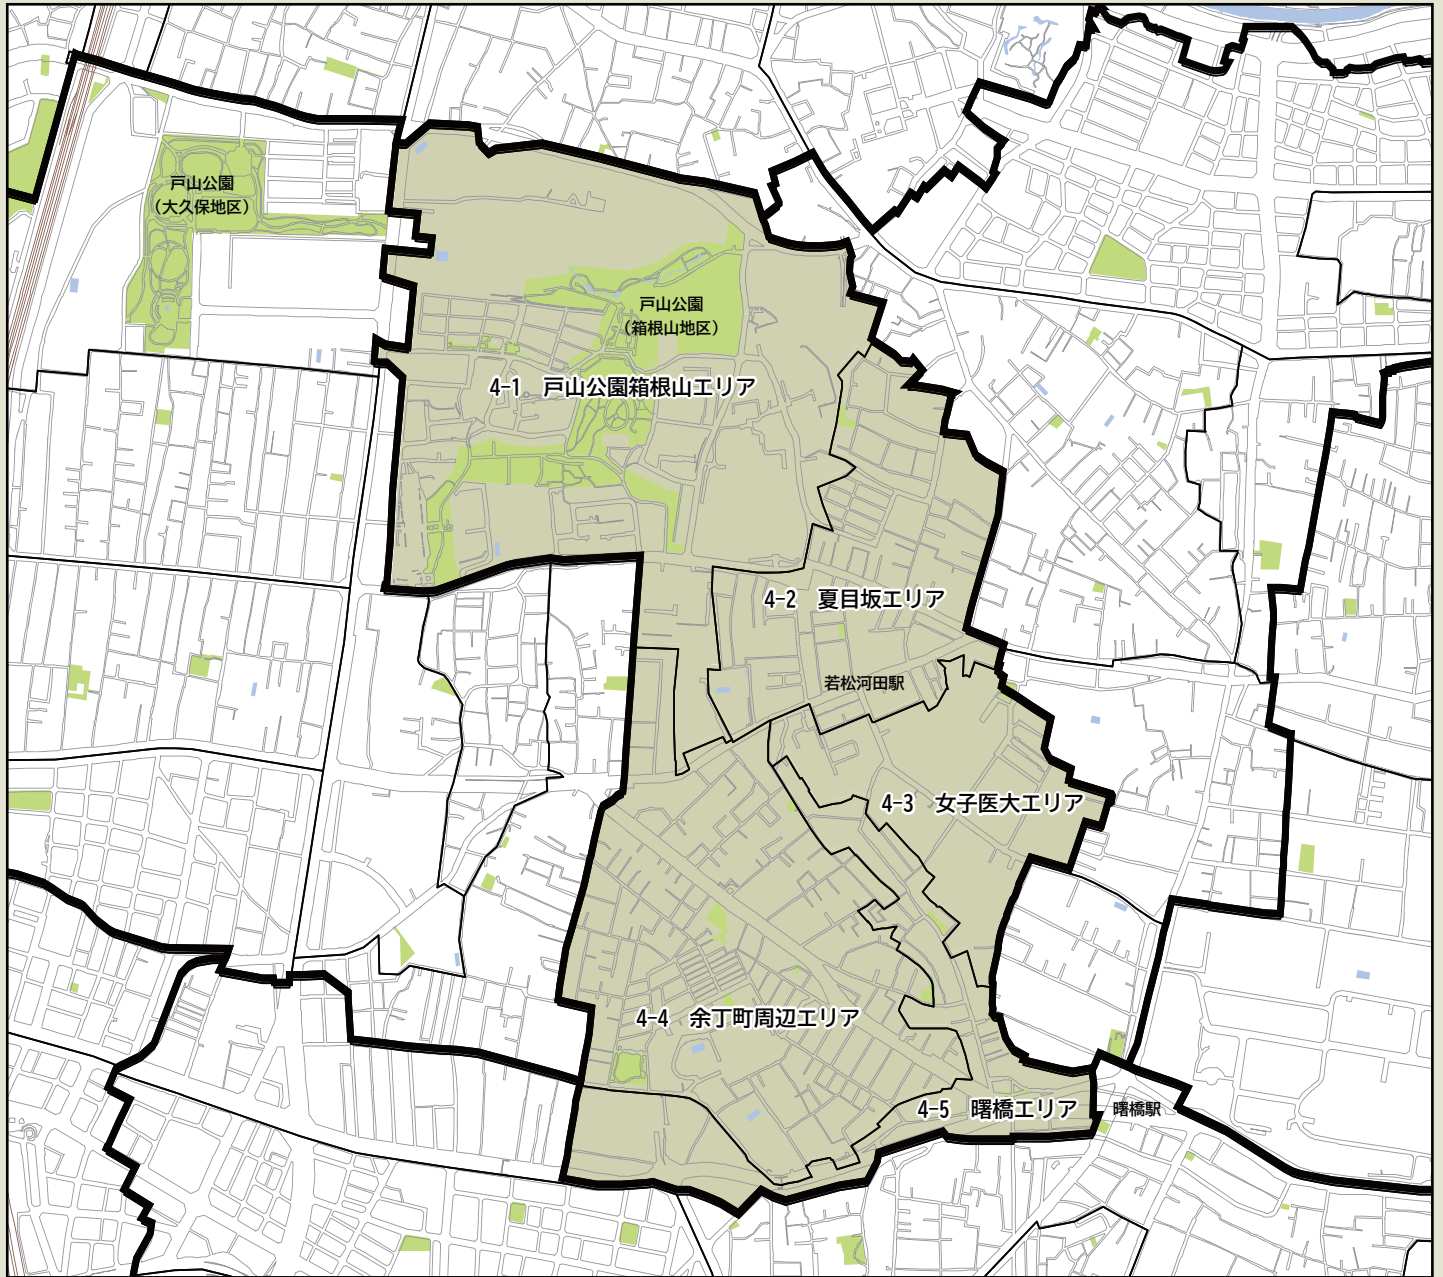 戸山公園
（大久保地区）
戸山公園
（箱根山地区）
4-1　戸山公園箱根山エリア
4-2　夏目坂エリア
若松河田駅
4-3　女子医大エリア
4-4　余丁町周辺エリア
4-5　曙橋エリア
曙橋駅